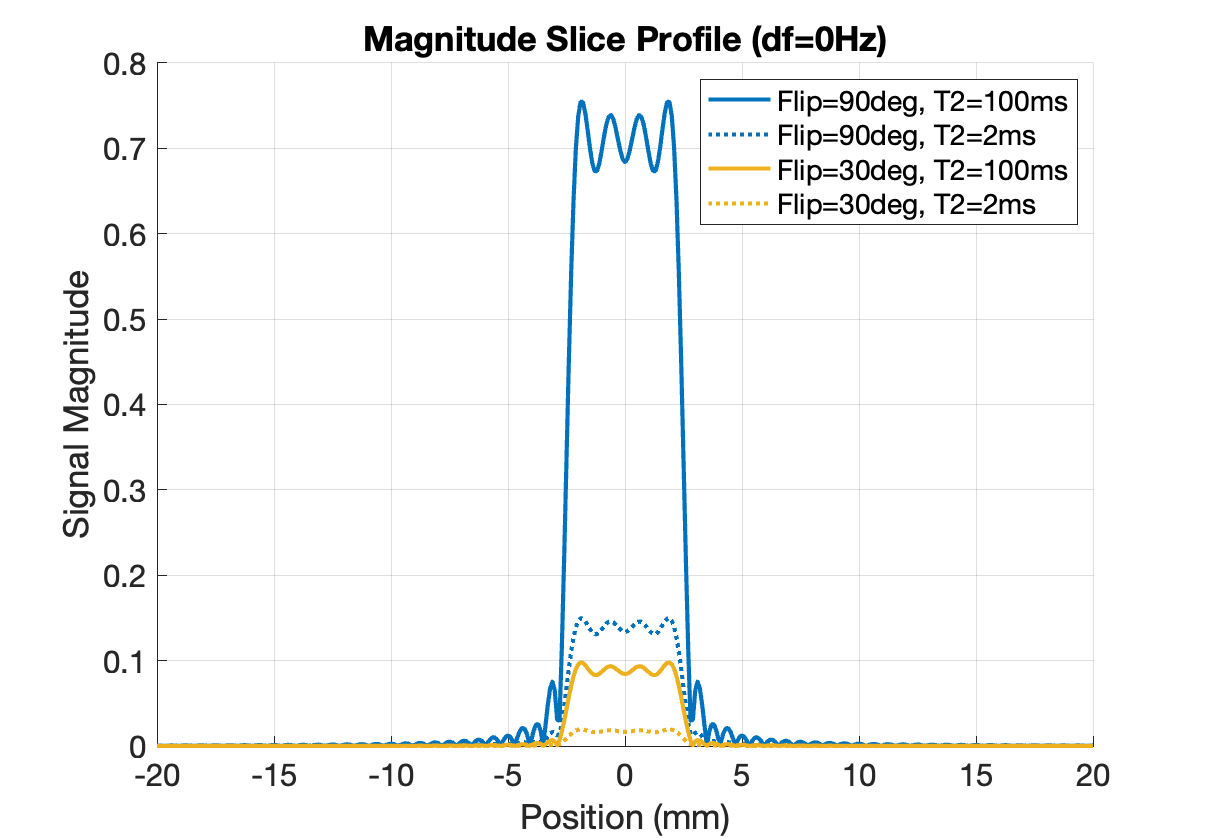 Magnitude Slice Profile (df=0Hz)
Flip=90deg, T2=100ms
Flip=90deg, T2=2ms
Flip=30deg, T2=100ms
Flip=30deg, T2=2ms
Signal Magnitude
0.8
0.7
0.6
0.5
0.4
0.3
0.2
0.1
0
-20 -15 -10 -5 0 5 10 15 20
Position (mm)